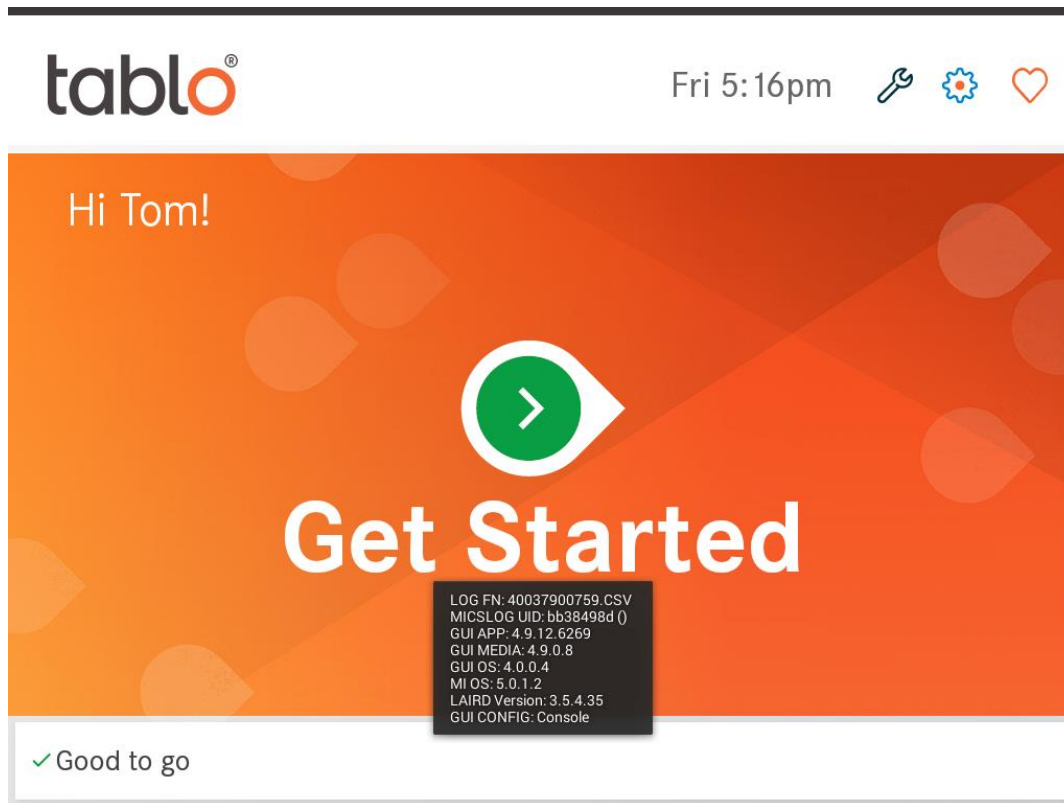 tablo®
Fri 5:16pm
Hi Tom!
Get Started
LOG FN: 40037900759.CSV
MICSLOG UID: bb38498d ()
GUI APP: 4.9.12.6269
GUI MEDIA: 4.9.0.8
GUI OS: 4.0.0.4
MI OS: 5.0.1.2
LAIRD Version: 3.5.4.35
GUI CONFIG: Console
Good to go